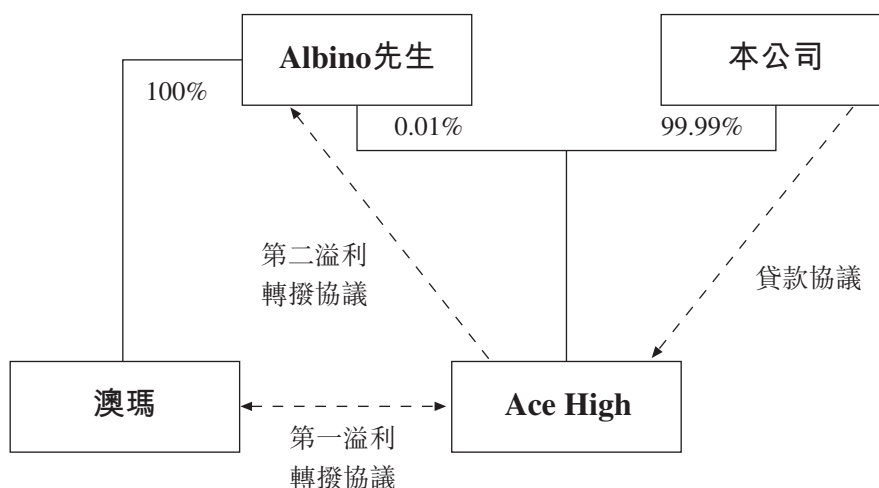 Albino先生
本公司
100%
0.01%
99.99%
第二溢利
轉撥協議
貸款協議
澳瑪
Ace High
第一溢利
轉撥協議